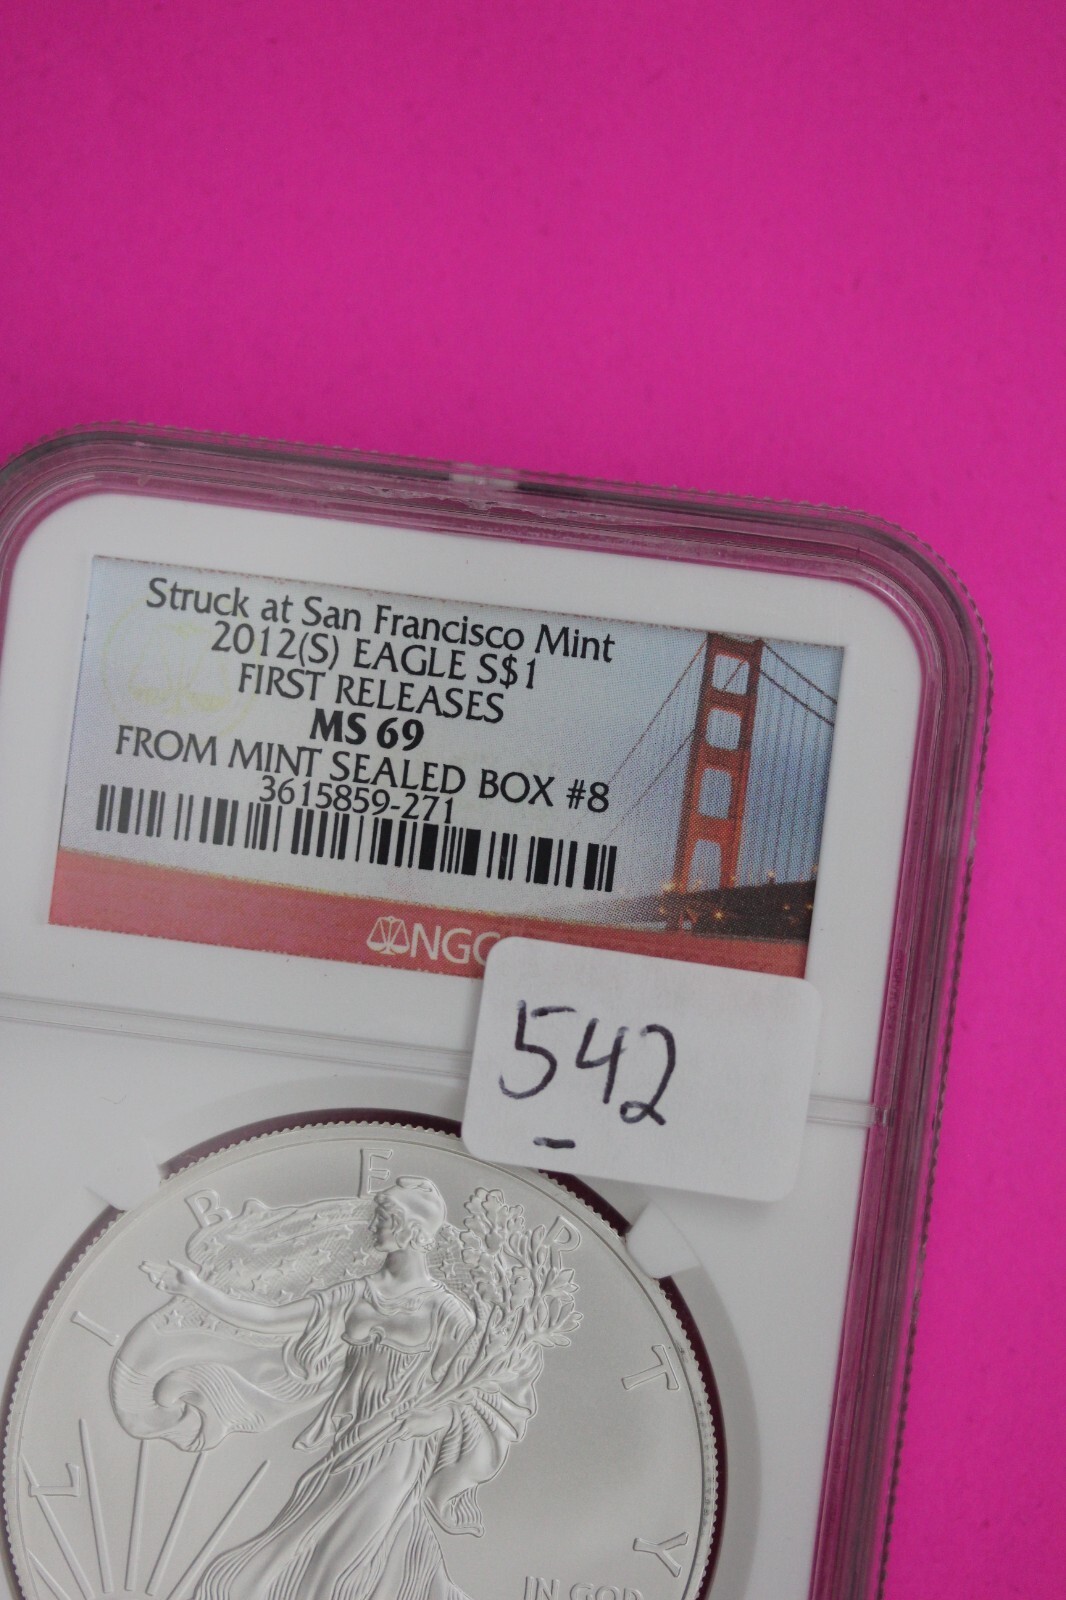 Struck at San Francisco Mint
2012(S) EAGLE S$1
FIRST RELEASES
MS 69
FROM MINT SEALED BOX #8
3615859-271
NGC
542
LIBERTY
IN GOD